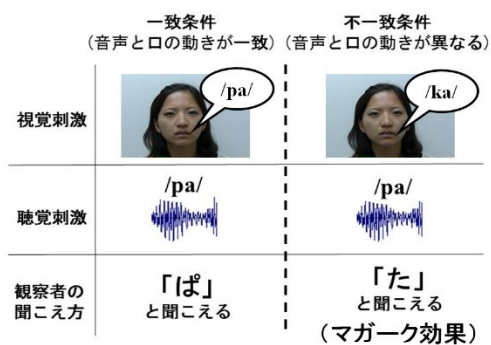 一致条件
（音声と口の動きが一致）
不一致条件
（音声と口の動きが異なる）
視覚刺激
/pa/
/ka/
聴覚刺激
/pa/
/pa/
観察者の
聞こえ方
「ぱ」
と聞こえる
「た」
と聞こえる
（マガーク効果）